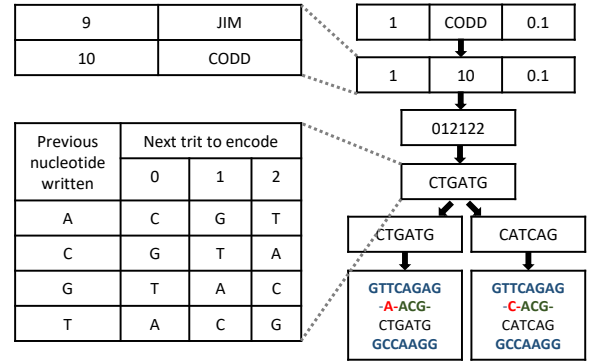 9 JIM
10 CODD
1 CODD 0.1
1 10 0.1
012122
CTGATG
Previous nucleotide written
Next trit to encode
0 1 2
A C G T
C G T A
G T A C
T A C G
CTGATG CATCAG
GTTCAGAG
-A-ACG-
CTGATG
GCCAAGG
GTTCAGAG
-C-ACG-
CATCAG
GCCAAGG